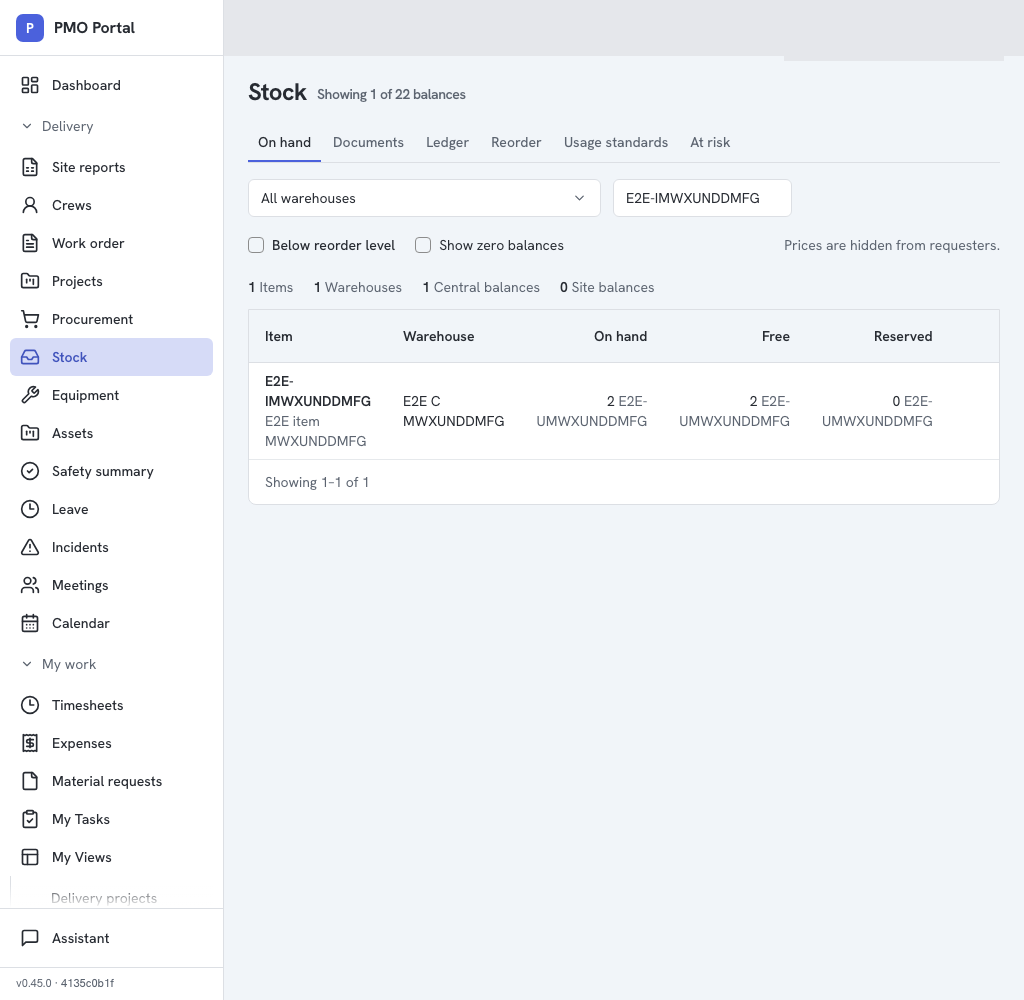 P PMO Portal
Dashboard
Delivery
Site reports
Crews
Work order
Projects
Procurement
Stock
Equipment
Assets
Safety summary
Leave
Incidents
Meetings
Calendar
My work
Timesheets
Expenses
Material requests
My Tasks
My Views
Delivery projects
Assistant
v0.45.0 · 4135c0b1f
Stock Showing 1 of 22 balances
On hand Documents Ledger Reorder Usage standards At risk
All warehouses E2E-IMWXUNDDMFG
Below reorder level Show zero balances Prices are hidden from requesters.
1 Items 1 Warehouses 1 Central balances 0 Site balances
Item Warehouse On hand Free Reserved
E2E-
IMWXUNDDMFG
E2E item
MWXUNDDMFG
E2E C
MWXUNDDMFG
2 E2E-
UMWXUNDDMFG
2 E2E-
UMWXUNDDMFG
0 E2E-
UMWXUNDDMFG
Showing 1–1 of 1